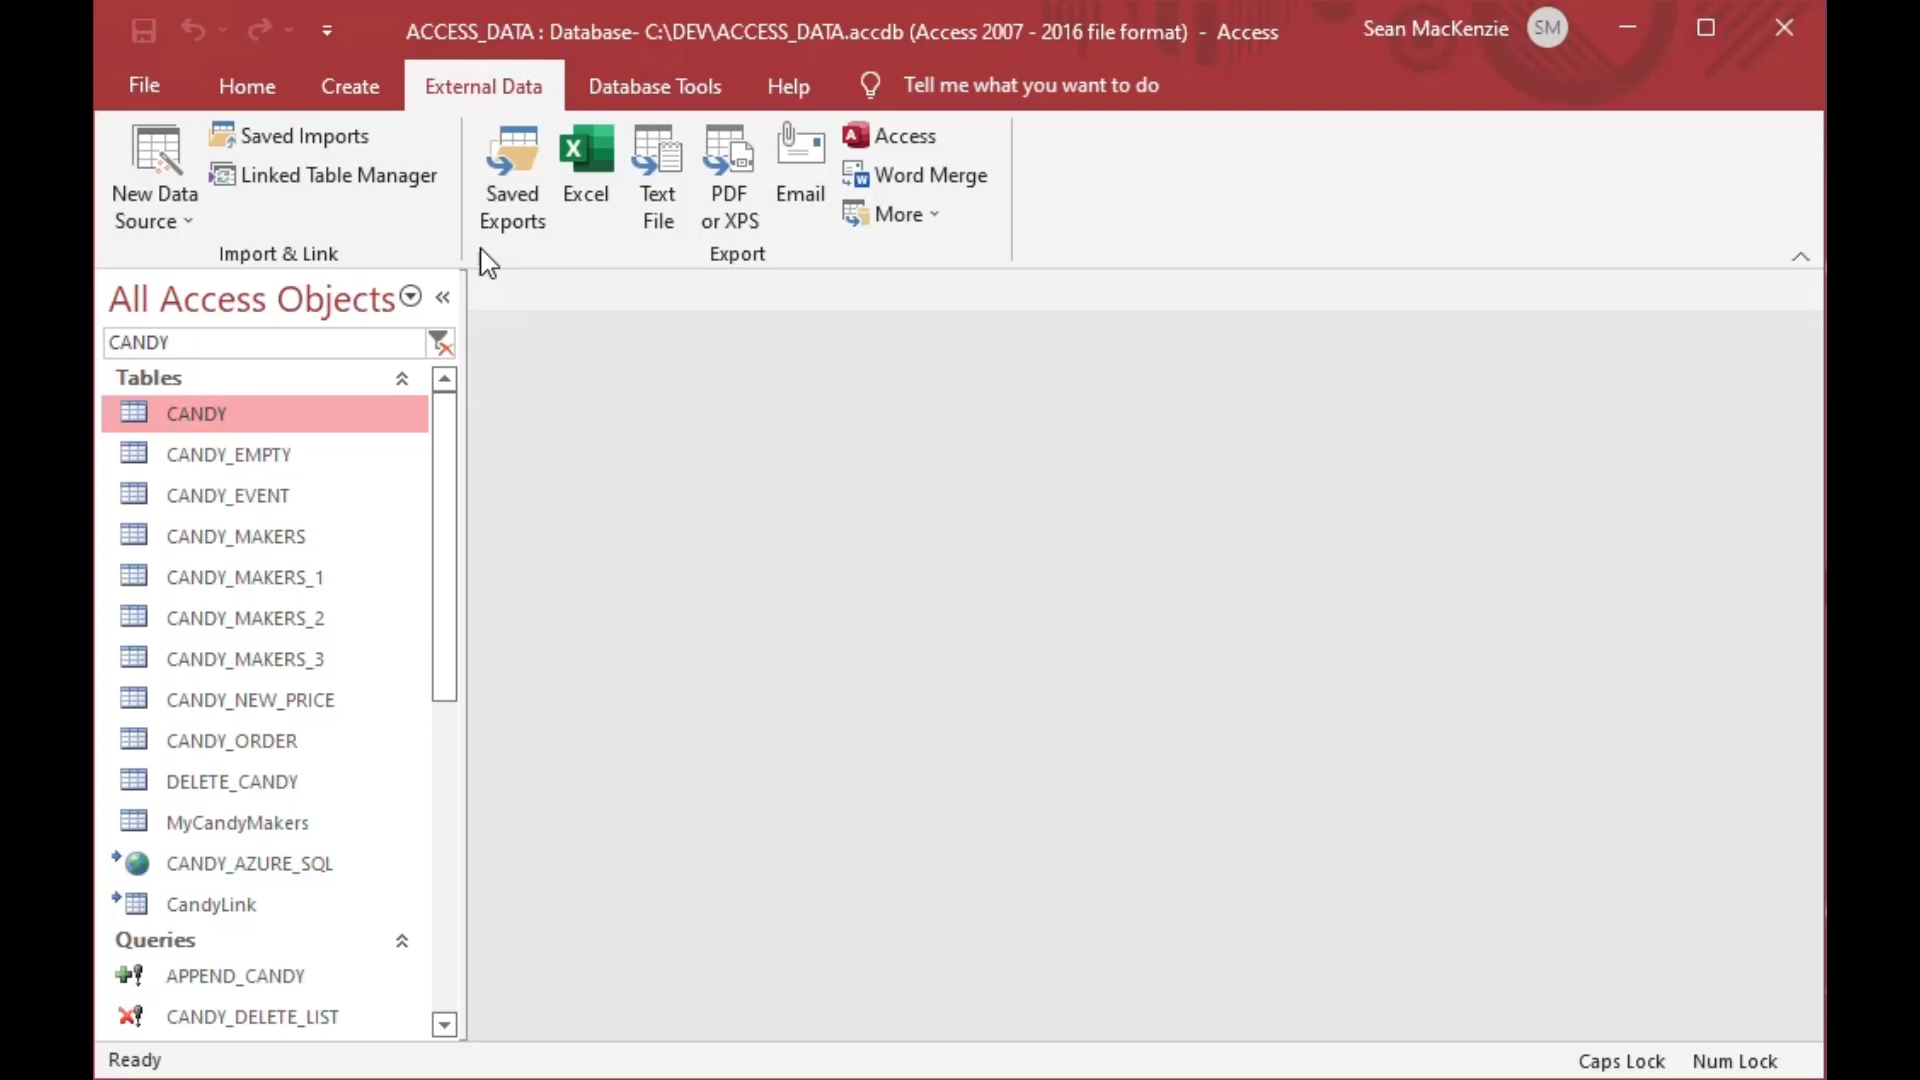 ACCESS_DATA : Database- C:\DEV\ACCESS_DATA.accdb (Access 2007 - 2016 file format) - Access
Sean MacKenzie
SM
File
Home
Create
External Data
Database Tools
Help
Tell me what you want to do
New Data
Source
Saved Imports
Linked Table Manager
Import & Link
Saved
Exports
Excel
Text
File
PDF
or XPS
Email
Access
Word Merge
More
Export
All Access Objects
CANDY
Tables
CANDY
CANDY_EMPTY
CANDY_EVENT
CANDY_MAKERS
CANDY_MAKERS_1
CANDY_MAKERS_2
CANDY_MAKERS_3
CANDY_NEW_PRICE
CANDY_ORDER
DELETE_CANDY
MyCandyMakers
CANDY_AZURE_SQL
CandyLink
Queries
APPEND_CANDY
CANDY_DELETE_LIST
Ready
Caps Lock
Num Lock